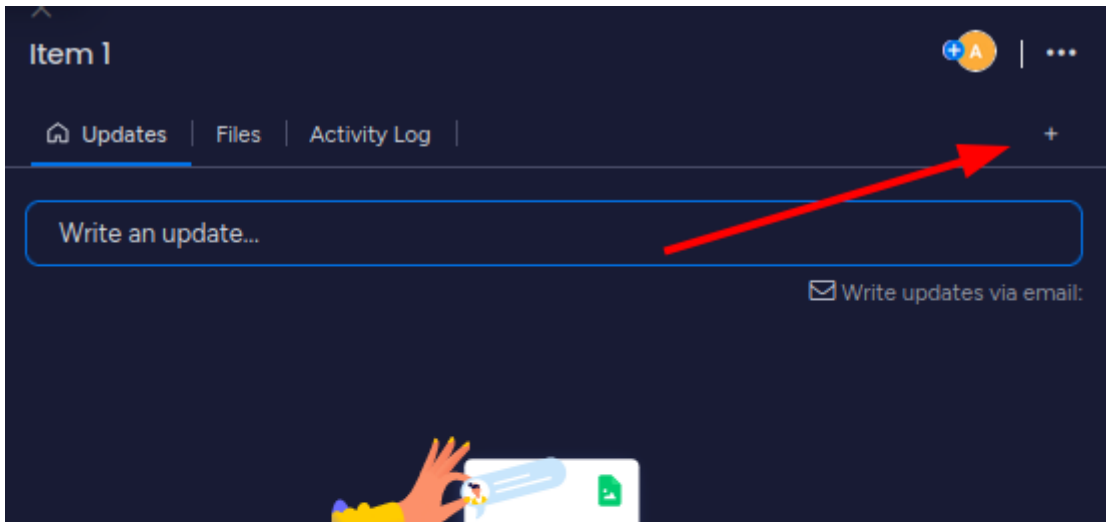 Item 1
A
Updates
Files
Activity Log
+
Write an update...
Write updates via email: